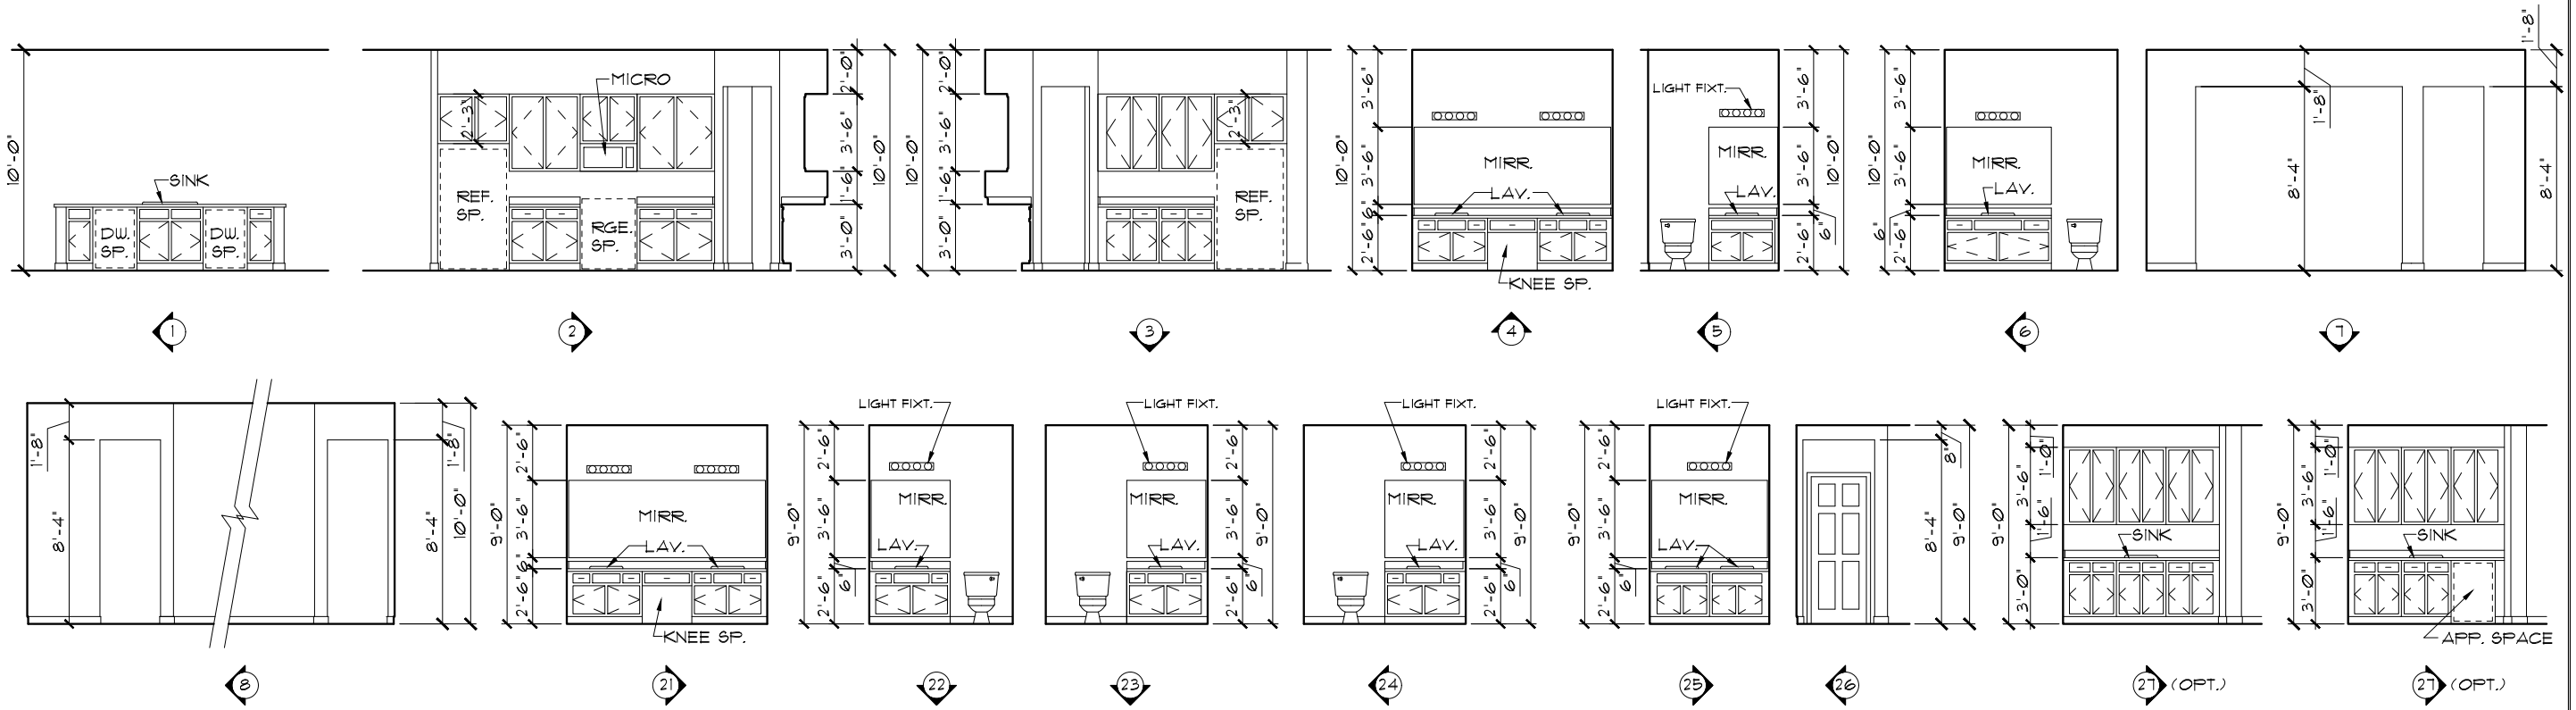 10'-0"
SINK
DW.
SP.
DW.
SP.
1
2'-3"
MICRO
REF.
SP.
RGE.
SP.
2'-0"
3'-6"
1'-6"
3'-0"
10'-0"
2
10'-0"
2'-0"
3'-6"
1'-6"
3'-0"
2'-3"
REF.
SP.
3
10'-0"
3'-6"
3'-6"
6"
2'-6"
MIRR.
LAV.
KNEE SP.
4
LIGHT FIXT.
MIRR.
LAV.
3'-6"
3'-6"
6"
2'-6"
10'-0"
5
10'-0"
3'-6"
3'-6"
6"
2'-6"
MIRR.
LAV.
6
1'-8"
8'-4"
1'-8"
8'-4"
7
1'-8"
8'-4"
1'-8"
8'-4"
10'-0"
8
9'-0"
2'-6"
3'-6"
6"
2'-6"
MIRR.
LAV.
KNEE SP.
21
LIGHT FIXT.
9'-0"
2'-6"
3'-6"
6"
2'-6"
MIRR.
LAV.
22
LIGHT FIXT.
MIRR.
LAV.
2'-6"
3'-6"
6"
2'-6"
9'-0"
23
LIGHT FIXT.
MIRR.
LAV.
2'-6"
3'-6"
6"
2'-6"
9'-0"
24
LIGHT FIXT.
9'-0"
2'-6"
3'-6"
6"
2'-6"
MIRR.
LAV.
25
8"
8'-4"
9'-0"
26
9'-0"
1'-0"
3'-6"
1'-6"
3'-0"
SINK
27 (OPT.)
9'-0"
1'-0"
3'-6"
1'-6"
3'-0"
SINK
APP. SPACE
27 (OPT.)